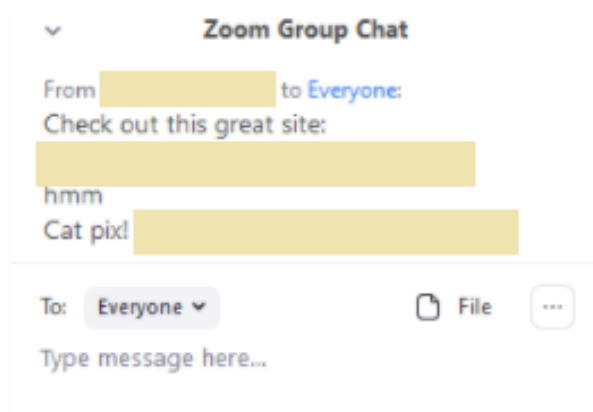 Zoom Group Chat
From to Everyone:
Check out this great site:
hmm
Cat pix!
To: Everyone File ...
Type message here...